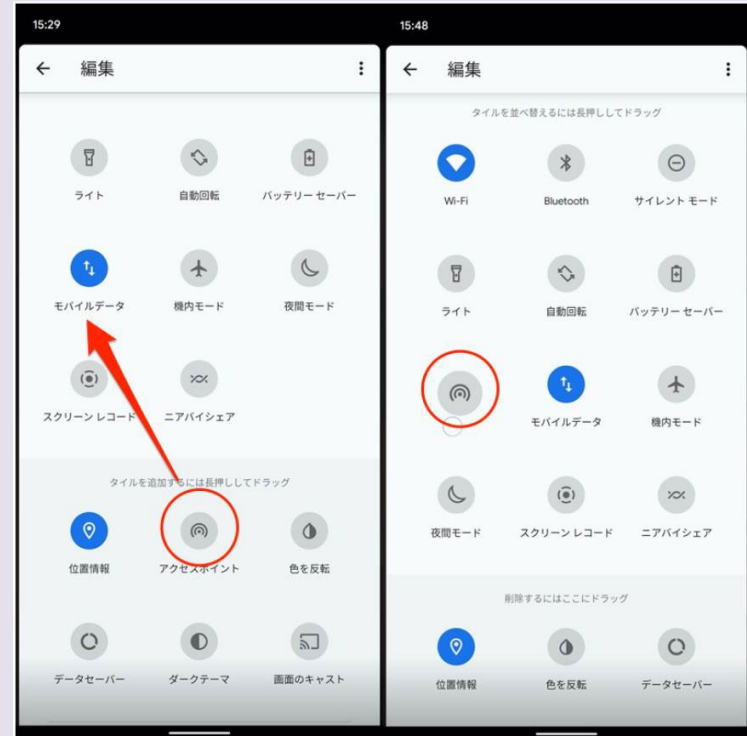 15:29
編集
ライト
自動回転
バッテリー セーバー
モバイルデータ
機内モード
夜間モード
スクリーン レコード
ニアバイシェア
タイルを追加するには長押ししてドラッグ
位置情報
アクセスポイント
色を反転
データセーバー
ダークテーマ
画面のキャスト
15:48
編集
タイルを並べ替えるには長押ししてドラッグ
Wi-Fi
Bluetooth
サイレント モード
ライト
自動回転
バッテリー セーバー
モバイルデータ
機内モード
夜間モード
スクリーン レコード
ニアバイシェア
削除するにはここにドラッグ
位置情報
色を反転
データセーバー